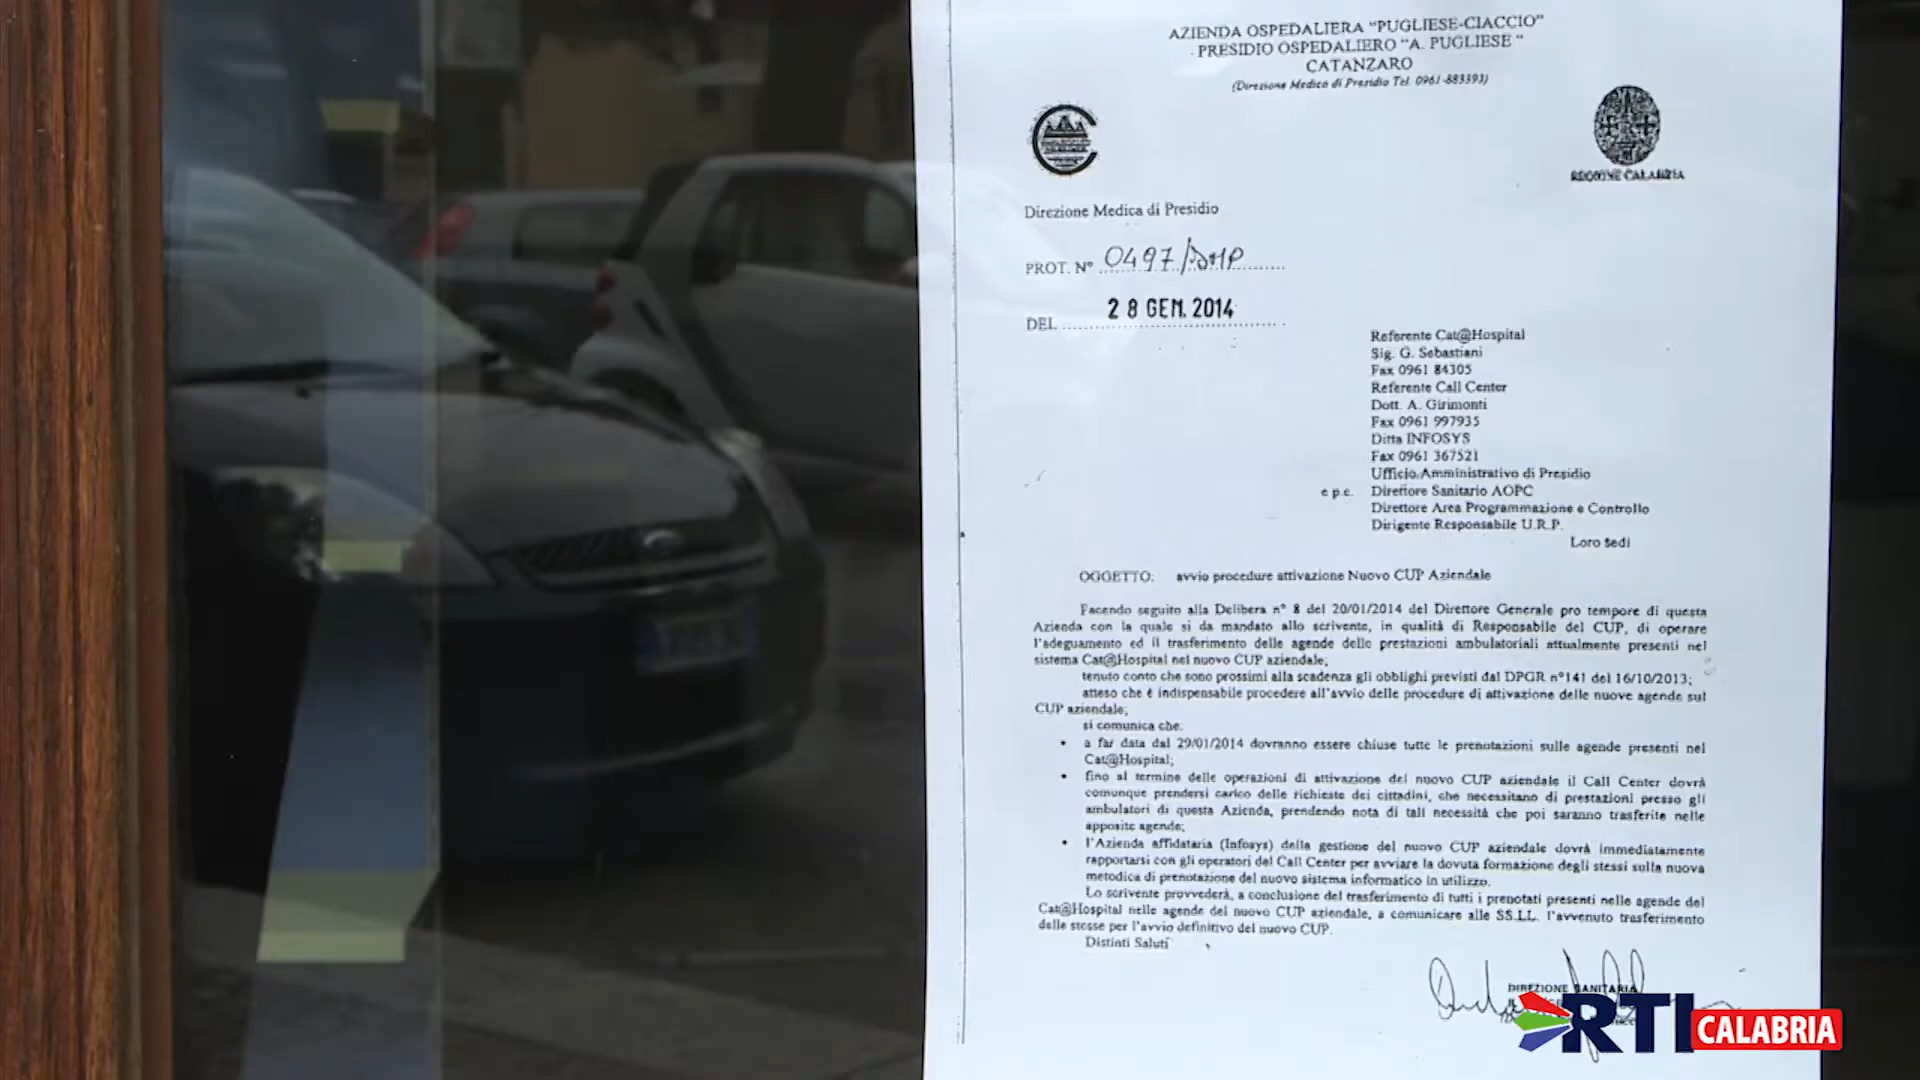 AZIENDA OSPEDALIERA "PUGLIESE-CIACCIO"
PRESIDIO OSPEDALIERO "A. PUGLIESE "
CATANZARO
(Direzione Medica di Presidio Tel. 0961-883393)
REGIONE CALABRIA
Direzione Medica di Presidio
PROT. N° 0497/DMP
DEL 28 GEN. 2014
Referente Cat@Hospital
Sig. G. Sebastiani
Fax 0961 84305
Referente Call Center
Dott. A. Girimonti
Fax 0961 997935
Ditta INFOSYS
Fax 0961 367521
Ufficio Amministrativo di Presidio
e p.c. Direttore Sanitario AOPC
Direttore Area Programmazione e Controllo
Dirigente Responsabile U.R.P.
Loro sedi
OGGETTO: avvio procedure attivazione Nuovo CUP Aziendale
Facendo seguito alla Delibera n° 8 del 20/01/2014 del Direttore Generale pro tempore di questa
Azienda con la quale si da mandato allo scrivente, in qualità di Responsabile del CUP, di operare
l'adeguamento ed il trasferimento delle agende delle prestazioni ambulatoriali attualmente presenti nel
sistema Cat@Hospital nel nuovo CUP aziendale;
tenuto conto che sono prossimi alla scadenza gli obblighi previsti dal DPGR n°141 del 16/10/2013;
atteso che è indispensabile procedere all'avvio delle procedure di attivazione delle nuove agende sul
CUP aziendale;
si comunica che:
• a far data dal 29/01/2014 dovranno essere chiuse tutte le prenotazioni sulle agende presenti nel
Cat@Hospital;
• fino al termine delle operazioni di attivazione del nuovo CUP aziendale il Call Center dovrà
comunque prendersi carico delle richieste dei cittadini, che necessitano di prestazioni presso gli
ambulatori di questa Azienda, prendendo nota di tali necessità che poi saranno trasferite nelle
apposite agende;
• l'Azienda affidataria (Infosys) della gestione del nuovo CUP aziendale dovrà immediatamente
rapportarsi con gli operatori del Call Center per avviare la dovuta formazione degli stessi sulla nuova
metodica di prenotazione del nuovo sistema informatico in utilizzo.
Lo scrivente provvederà, a conclusione del trasferimento di tutti i prenotati presenti nelle agende del
Cat@Hospital nelle agende del nuovo CUP aziendale, a comunicare alle SS.LL. l'avvenuto trasferimento
delle stesse per l'avvio definitivo del nuovo CUP.
Distinti Saluti
DIREZIONE SANITARIA
RTI CALABRIA